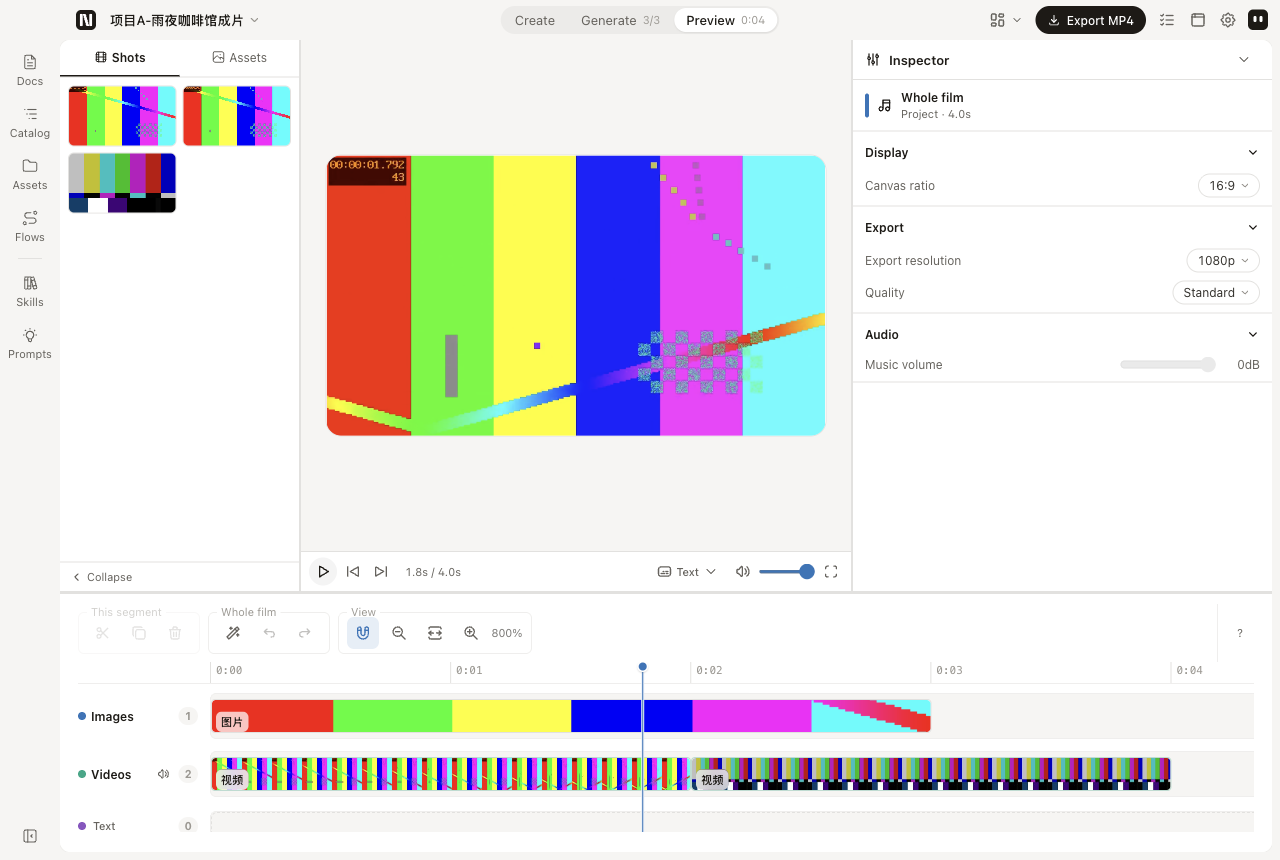 项目A-雨夜咖啡馆成片
Create
Generate 3/3
Preview 0:04
Export MP4
Docs
Catalog
Assets
Flows
Skills
Prompts
Shots
Assets
Collapse
00:00:01.792
43
1.8s / 4.0s
Text
Inspector
Whole film
Project · 4.0s
Display
Canvas ratio
16:9
Export
Export resolution
1080p
Quality
Standard
Audio
Music volume
0dB
This segment
Whole film
View
800%
?
0:00
0:01
0:02
0:03
0:04
Images
1
图片
Videos
2
视频
视频
Text
0